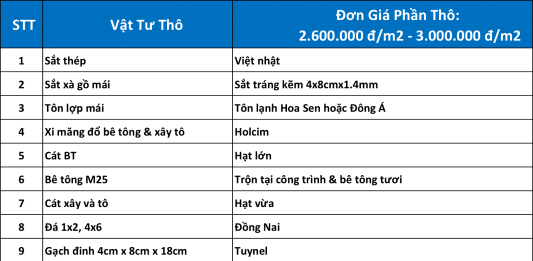 STT Vật Tư Thô Đơn Giá Phần Thô:
2.600.000 đ/m2 - 3.000.000 đ/m2
1 Sắt thép Việt nhật
2 Sắt xà gồ mái Sắt tráng kẽm 4x8cmx1.4mm
3 Tôn lợp mái Tôn lạnh Hoa Sen hoặc Đông Á
4 Xi măng đổ bê tông & xây tô Holcim
5 Cát BT Hạt lớn
6 Bê tông M25 Trộn tại công trình & bê tông tươi
7 Cát xây và tô Hạt vừa
8 Đá 1x2, 4x6 Đồng Nai
9 Gạch đinh 4cm x 8cm x 18cm Tuynel